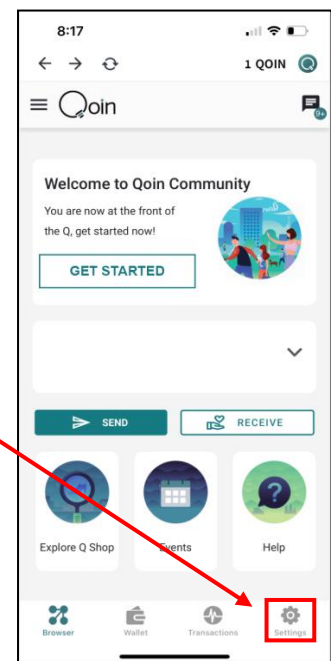 8:17
1 QOIN
Qoin
9+
Welcome to Qoin Community
You are now at the front of
the Q, get started now!
GET STARTED
SEND
RECEIVE
Explore Q Shop
Events
Help
Browser
Wallet
Transactions
Settings